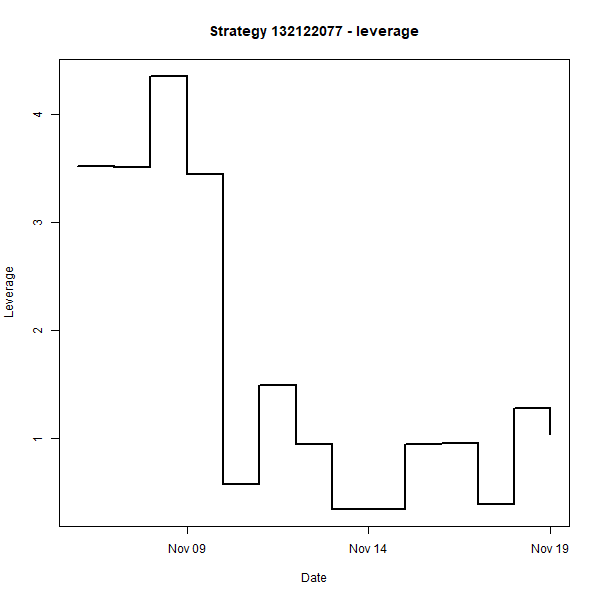 Strategy 132122077 - leverage
4
3
2
1
Leverage
Nov 09
Nov 14
Nov 19
Date